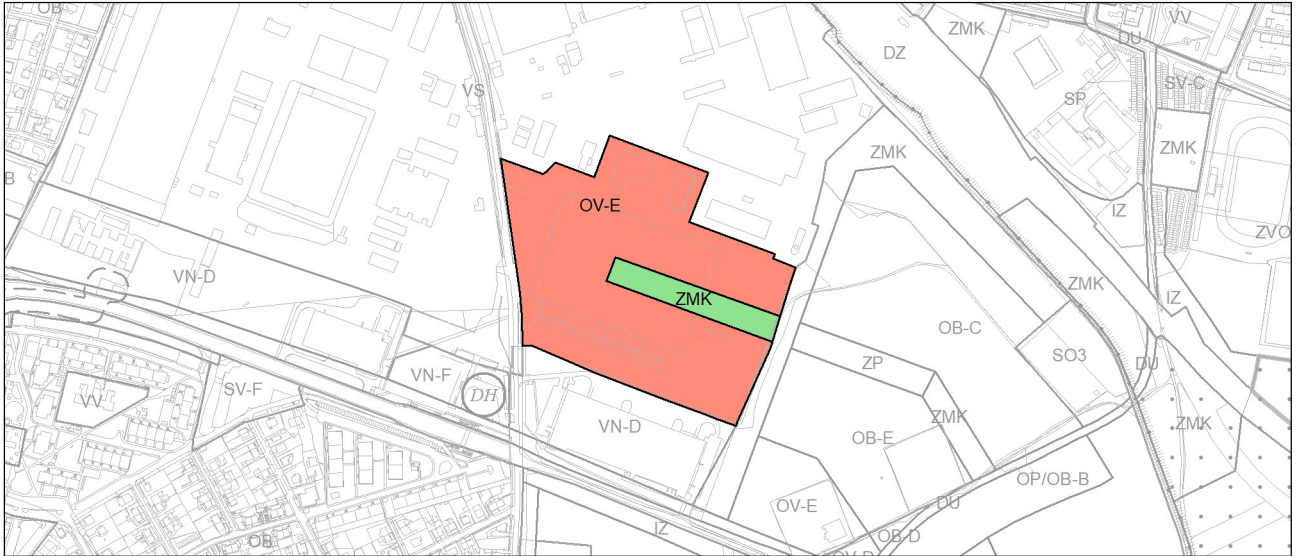 OB
ZMK
VV
DU
DZ
VS
SV-C
SP
ZMK
ZMK
B
OV-E
IZ
ZVO
VN-D
ZMK
ZMK
IZ
OB-C
SO3
ZP
DU
VN-F
SV-F
DH
VV
ZMK
ZMK
VN-D
OB-E
OP/OB-B
OV-E
DU
IZ
OB-D
OB
OV-D